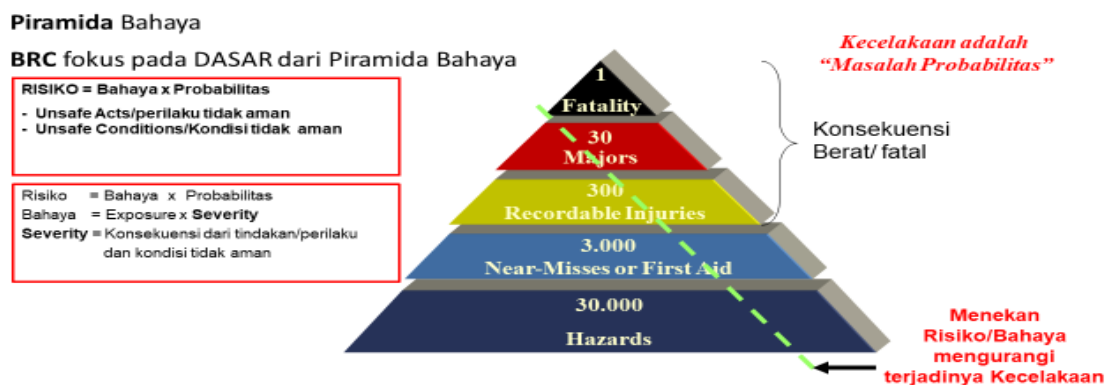 Piramida Bahaya
BRC fokus pada DASAR dari Piramida Bahaya
RISIKO = Bahaya x Probabilitas
- Unsafe Acts/perilaku tidak aman
- Unsafe Conditions/Kondisi tidak aman
Risiko = Bahaya x Probabilitas
Bahaya = Exposure x Severity
Severity = Konsekuensi dari tindakan/perilaku
dan kondisi tidak aman
1
Fatality
30
Majors
300
Recordable Injuries
3.000
Near-Misses or First Aid
30.000
Hazards
Kecelakaan adalah
“Masalah Probabilitas”
Konsekuensi
Berat/ fatal
Menekan
Risiko/Bahaya
mengurangi
terjadinya Kecelakaan